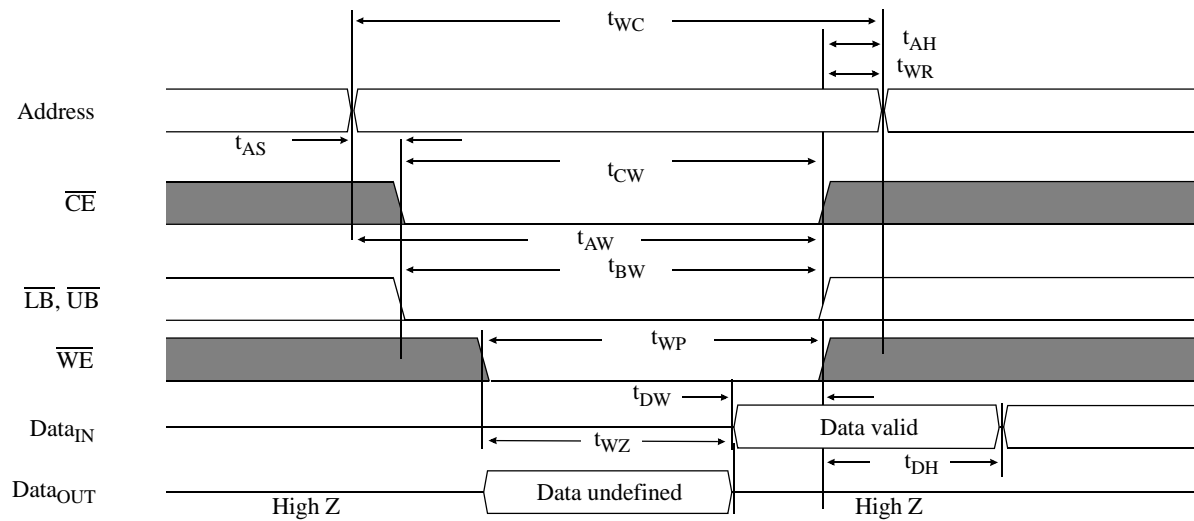 tWC
tAH
tWR
Address
tAS
tCW
CE
tAW
tBW
LB, UB
tWP
WE
tDW
DataIN
Data valid
tWZ
tDH
DataOUT
Data undefined
High Z
High Z